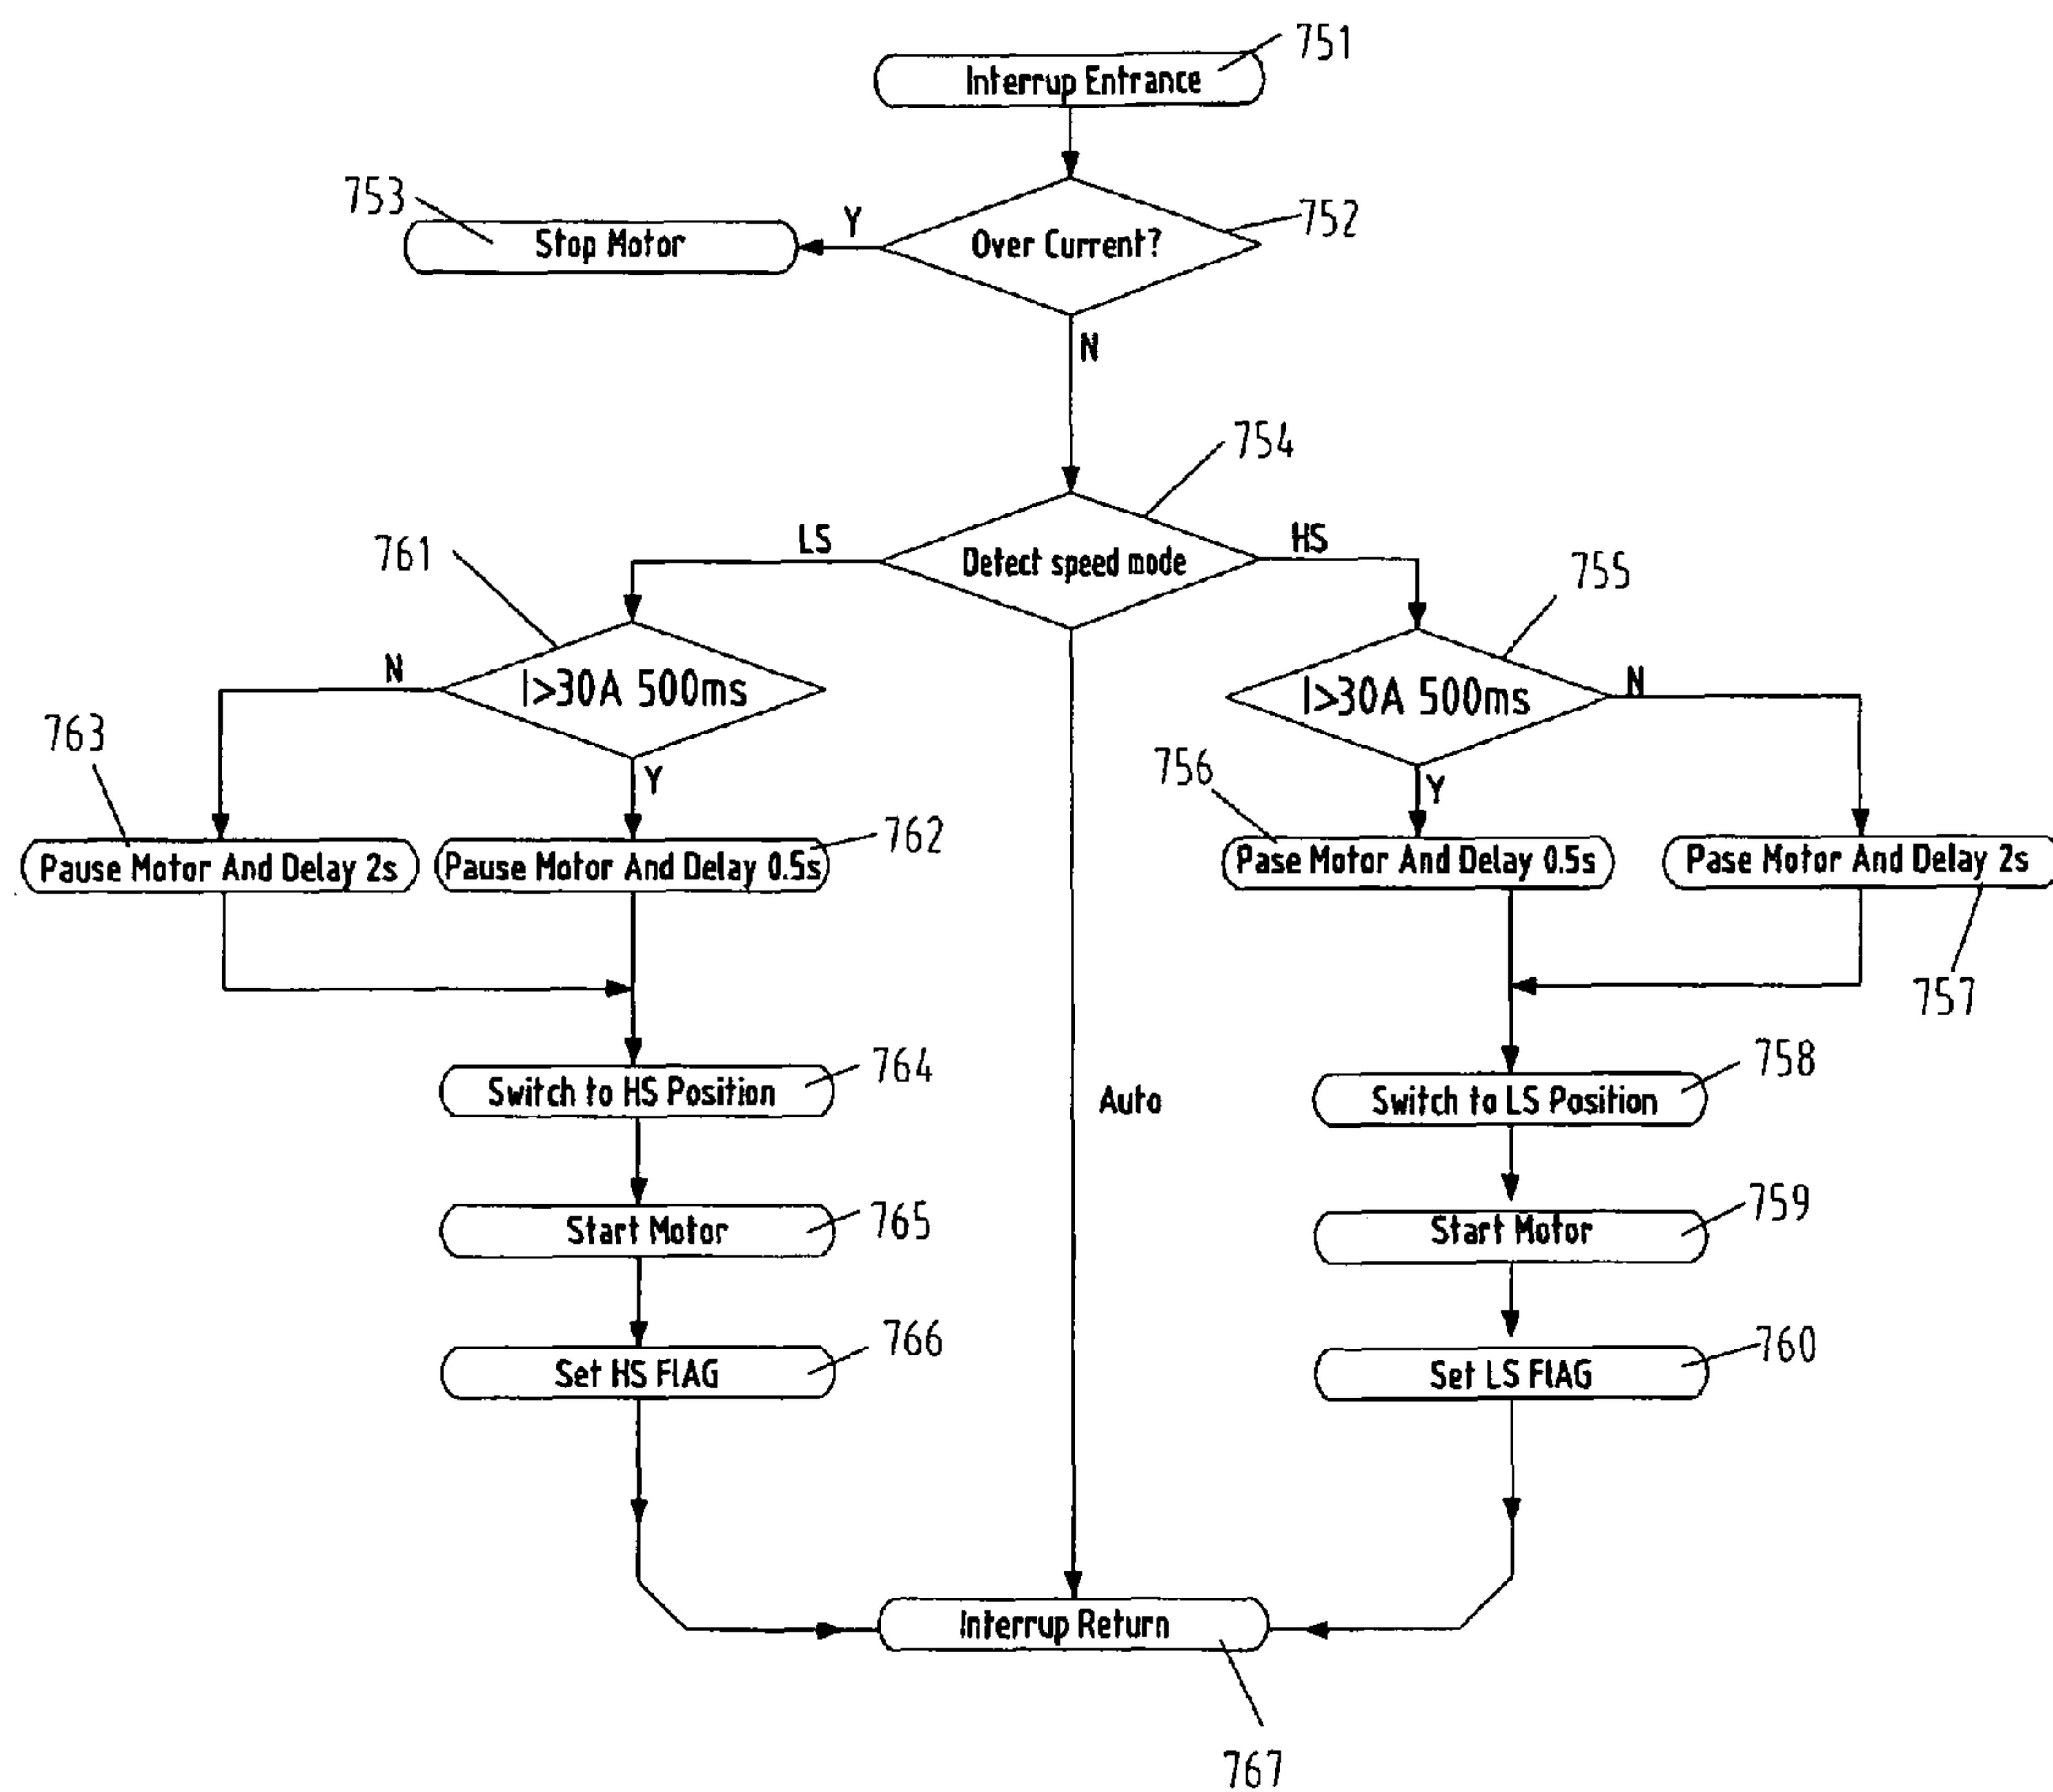 751
Interrup Entrance
753
752
Y
Stop Motor
Over Current?
N
754
LS
HS
761
Detect speed mode
755
N
I>30A 500ms
I>30A 500ms
N
763
Y
756
Y
762
Pause Motor And Delay 2s
Pause Motor And Delay 0.5s
Pase Motor And Delay 0.5s
Pase Motor And Delay 2s
757
764
758
Switch to HS Position
Auto
Switch to LS Position
765
759
Start Motor
Start Motor
766
760
Set HS FlAG
Set LS FlAG
Interrup Return
767